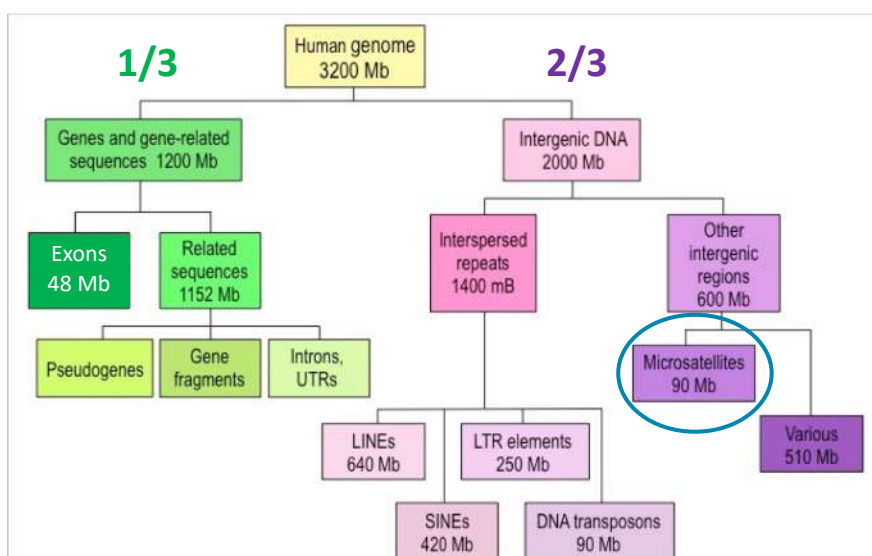 1/3
Human genome
3200 Mb
2/3
Genes and gene-related
sequences 1200 Mb
Intergenic DNA
2000 Mb
Exons
48 Mb
Related
sequences
1152 Mb
Interspersed
repeats
1400 mB
Other
intergenic
regions
600 Mb
Pseudogenes
Gene
fragments
Introns,
UTRs
Microsatellites
90 Mb
LINEs
640 Mb
LTR elements
250 Mb
Various
510 Mb
SINEs
420 Mb
DNA transposons
90 Mb